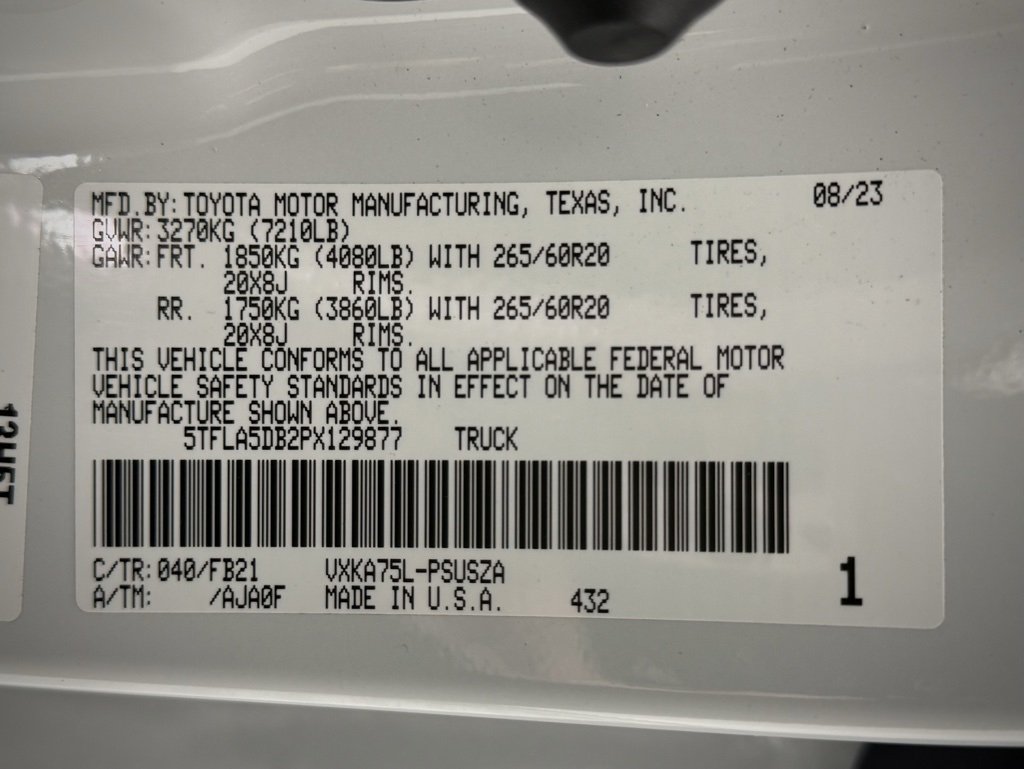 MFD.BY: TOYOTA MOTOR MANUFACTURING, TEXAS, INC. 08/23
GVWR: 3270KG (7210LB)
GAWR: FRT. 1850KG (4080LB) WITH 265/60R20 TIRES,
20X8J RIMS.
RR. 1750KG (3860LB) WITH 265/60R20 TIRES,
20X8J RIMS.
THIS VEHICLE CONFORMS TO ALL APPLICABLE FEDERAL MOTOR
VEHICLE SAFETY STANDARDS IN EFFECT ON THE DATE OF
MANUFACTURE SHOWN ABOVE.
5TFLA5DB2PX129877 TRUCK
C/TR: 040/FB21 VXKA75L-PSUSZA
A/TM: /AJA0F MADE IN U.S.A. 432 1